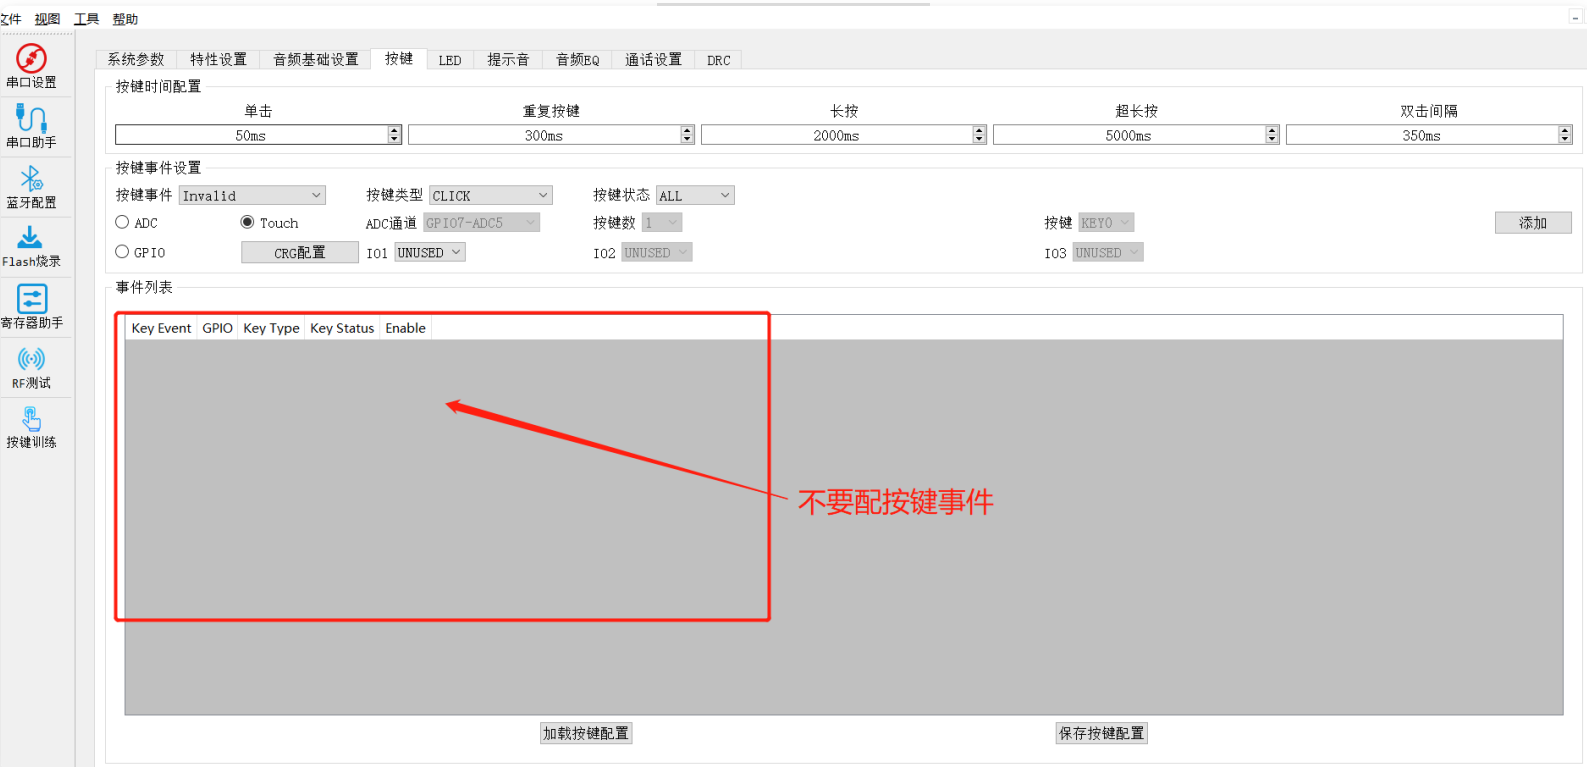 文件 视图 工具 帮助
串口设置
串口助手
蓝牙配置
Flash烧录
寄存器助手
RF测试
按键训练
系统参数 特性设置 音频基础设置 按键 LED 提示音 音频EQ 通话设置 DRC
按键时间配置
单击 重复按键 长按 超长按 双击间隔
50ms 300ms 2000ms 5000ms 350ms
按键事件设置
按键事件 Invalid 按键类型 CLICK 按键状态 ALL
ADC Touch ADC通道 GPIO7-ADC5 按键数 1 按键 KEY0 添加
GPIO CRG配置 IO1 UNUSED IO2 UNUSED IO3 UNUSED
事件列表
Key Event GPIO Key Type Key Status Enable
不要配按键事件
加载按键配置 保存按键配置